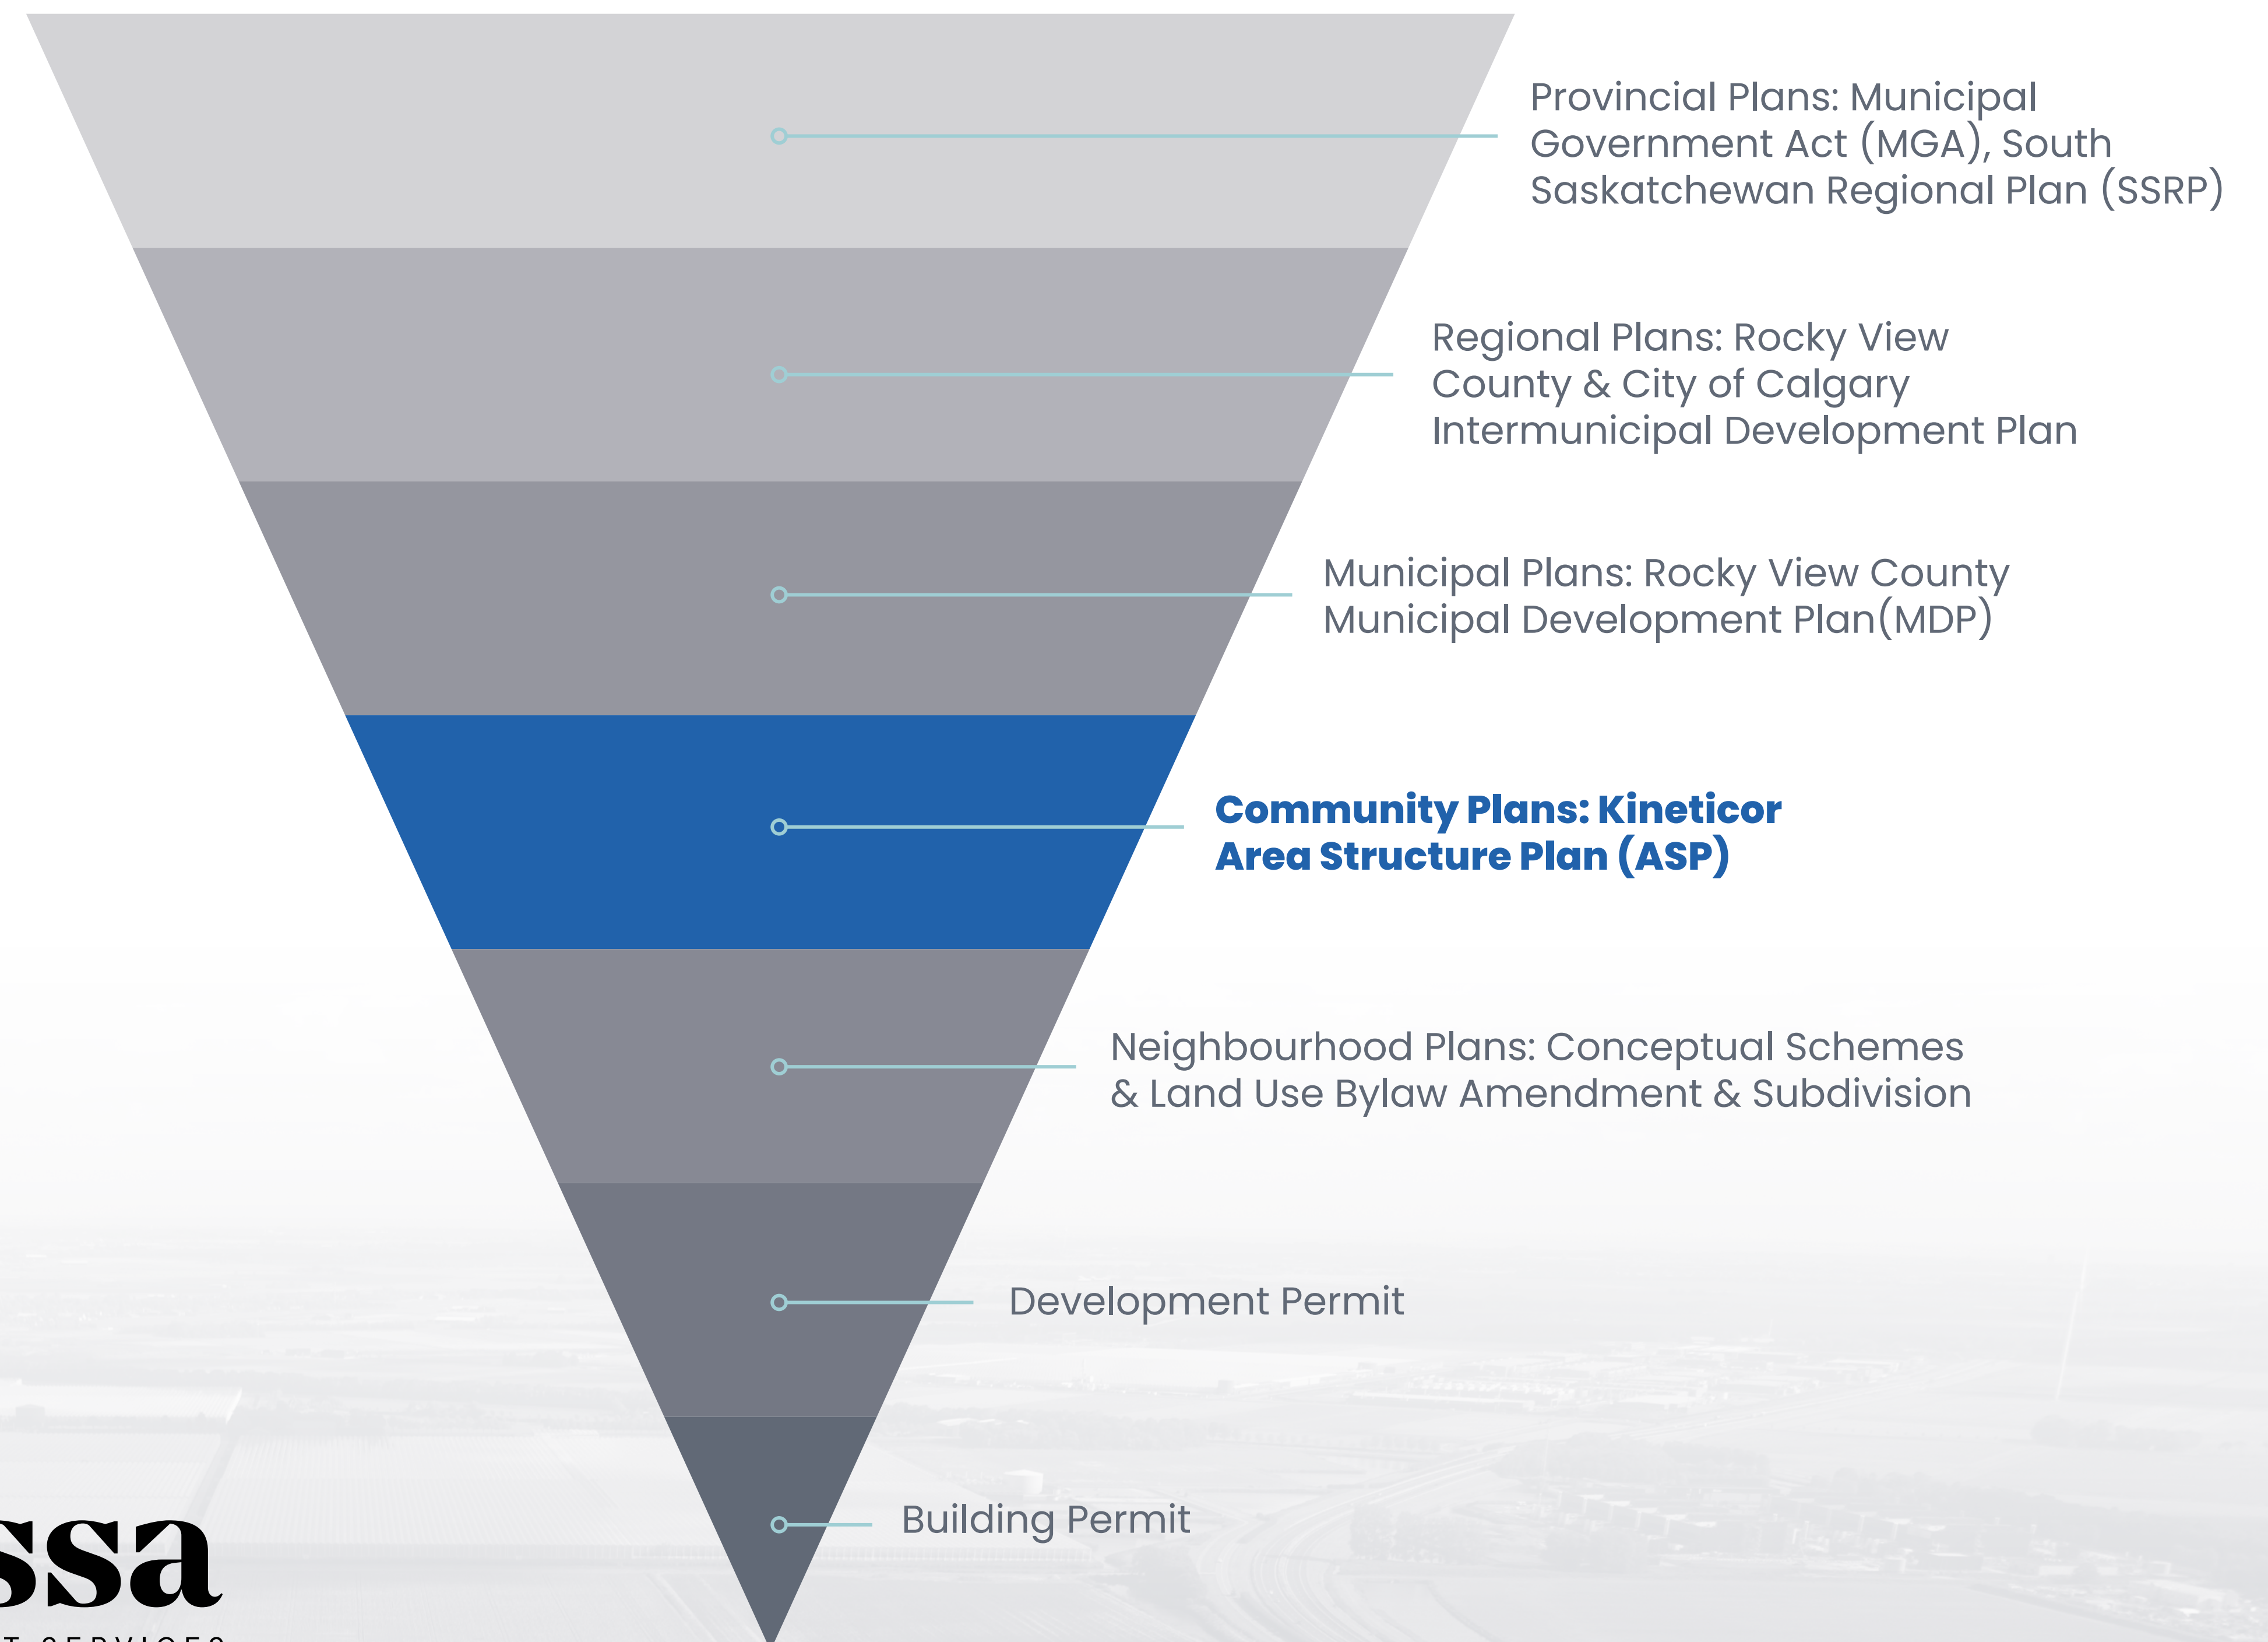 Provincial Plans: Municipal
Government Act (MGA), South
Saskatchewan Regional Plan (SSRP)
Regional Plans: Rocky View
County & City of Calgary
Intermunicipal Development Plan
Municipal Plans: Rocky View County
Municipal Development Plan(MDP)
Community Plans: Kineticor
Area Structure Plan (ASP)
Neighbourhood Plans: Conceptual Schemes
& Land Use Bylaw Amendment & Subdivision
Development Permit
Building Permit
ssa
T SERVICES